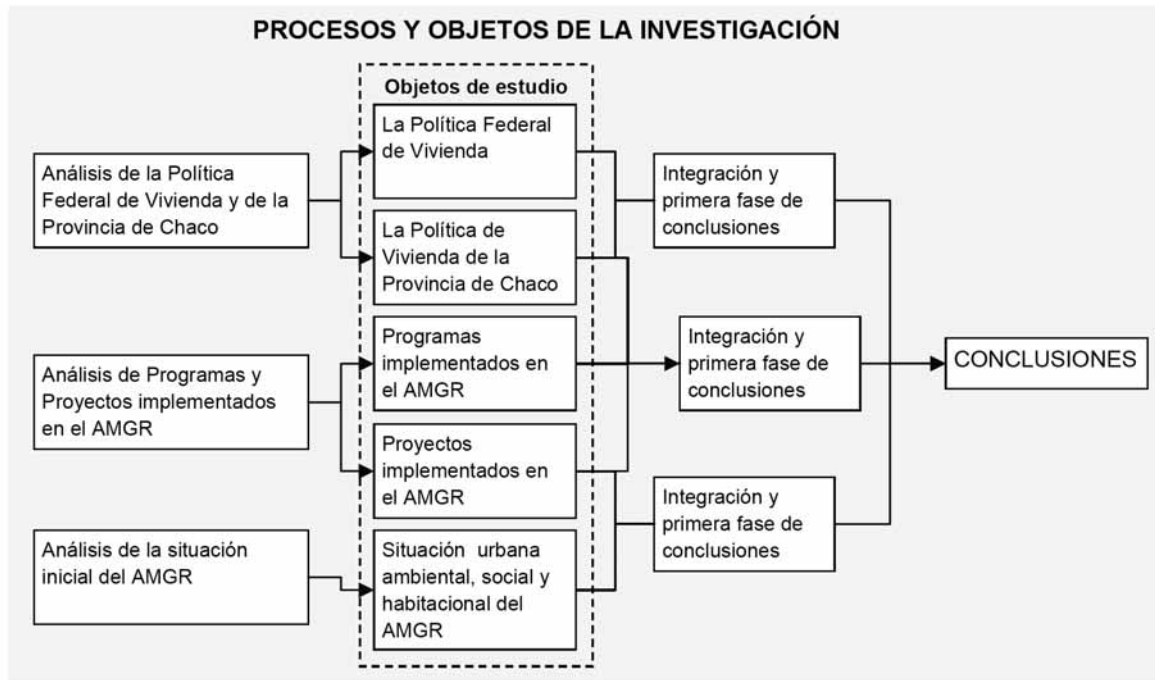 PROCESOS Y OBJETOS DE LA INVESTIGACIÓN
Análisis de la Política
Federal de Vivienda y de la
Provincia de Chaco
Análisis de Programas y
Proyectos implementados
en el AMGR
Análisis de la situación
inicial del AMGR
Objetos de estudio
La Política Federal
de Vivienda
La Política de
Vivienda de la
Provincia de Chaco
Programas
implementados en
el AMGR
Proyectos
implementados en
el AMGR
Situación urbana
ambiental, social y
habitacional del
AMGR
Integración y
primera fase de
conclusiones
Integración y
primera fase de
conclusiones
Integración y
primera fase de
conclusiones
CONCLUSIONES